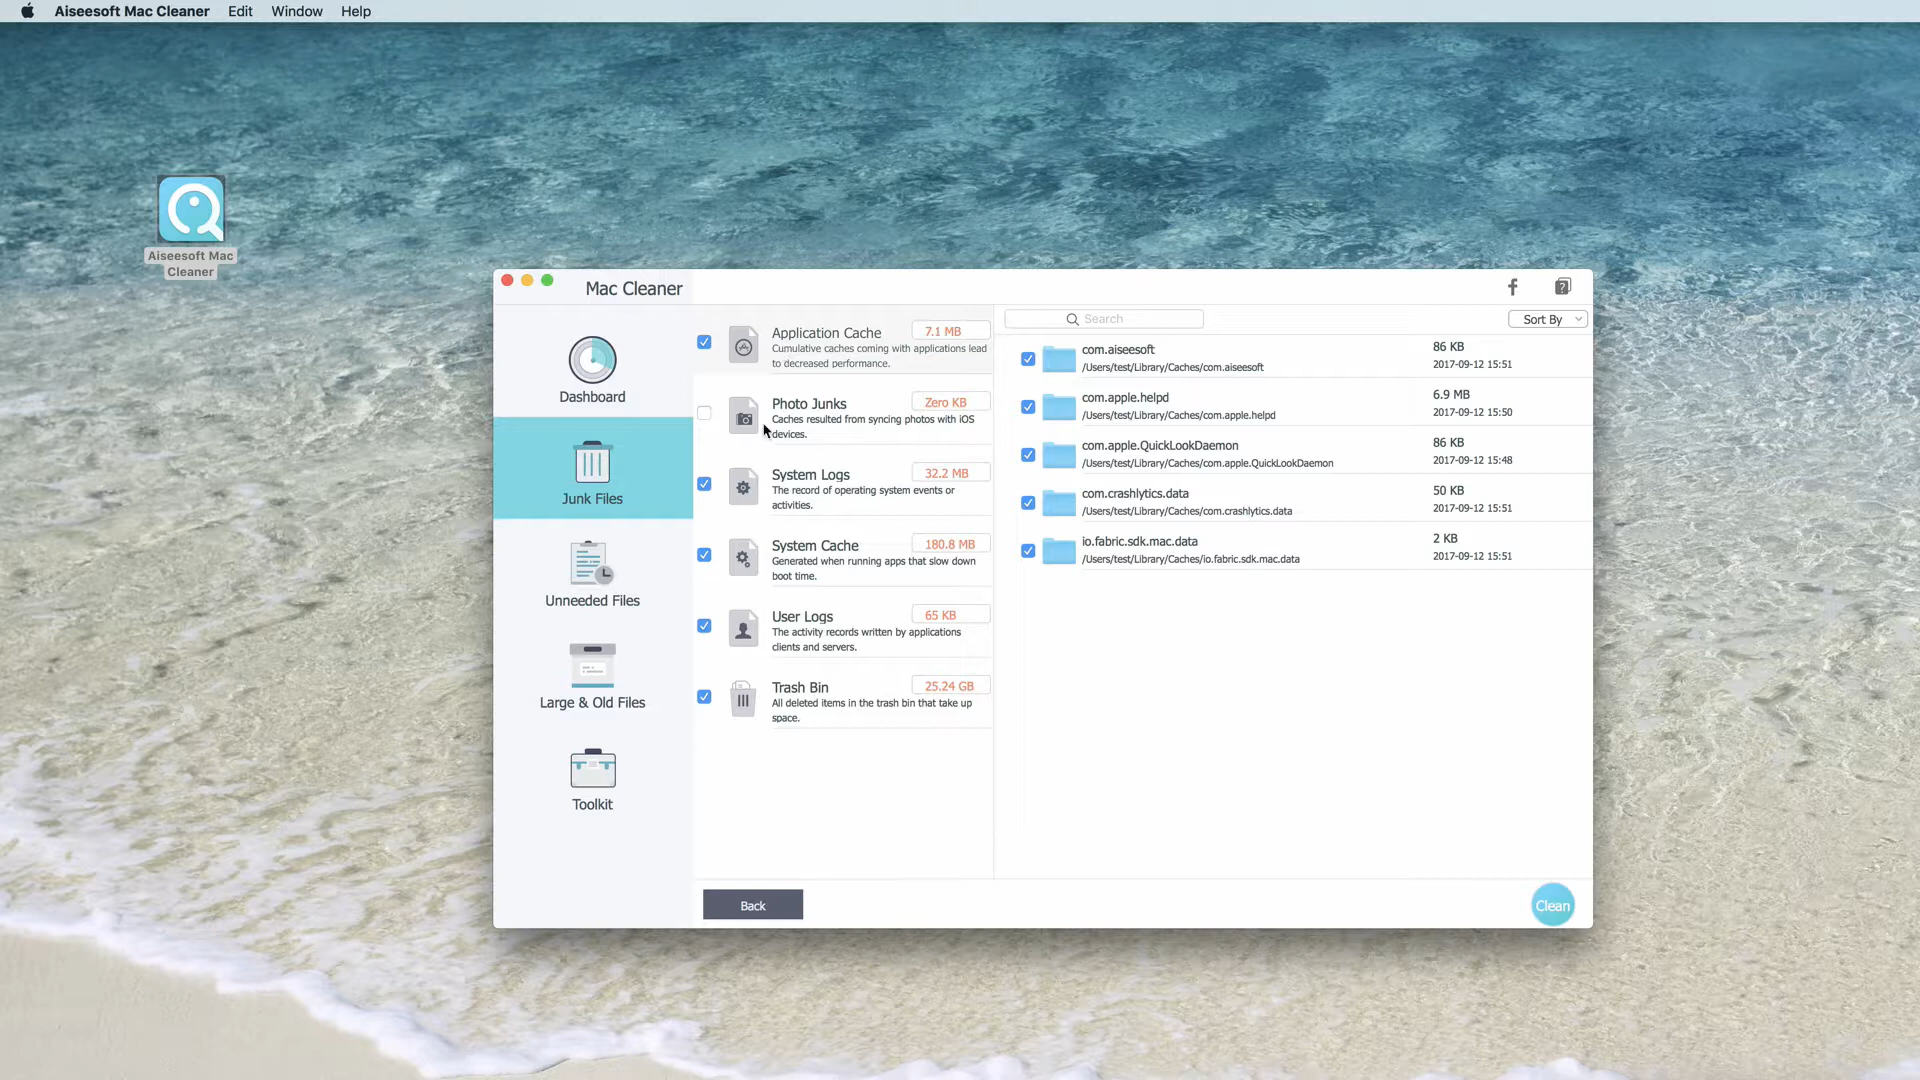 Aiseesoft Mac Cleaner Edit Window Help
Aiseesoft Mac
Cleaner
Mac Cleaner
Dashboard
Junk Files
Unneeded Files
Large & Old Files
Toolkit
Application Cache 7.1 MB
Cumulative caches coming with applications lead
to decreased performance.
Photo Junks Zero KB
Caches resulted from syncing photos with iOS
devices.
System Logs 32.2 MB
The record of operating system events or
activities.
System Cache 180.8 MB
Generated when running apps that slow down
boot time.
User Logs 65 KB
The activity records written by applications
clients and servers.
Trash Bin 25.24 GB
All deleted items in the trash bin that take up
space.
Search Sort By
com.aiseesoft 86 KB
/Users/test/Library/Caches/com.aiseesoft 2017-09-12 15:51
com.apple.helpd 6.9 MB
/Users/test/Library/Caches/com.apple.helpd 2017-09-12 15:50
com.apple.QuickLookDaemon 86 KB
/Users/test/Library/Caches/com.apple.QuickLookDaemon 2017-09-12 15:48
com.crashlytics.data 50 KB
/Users/test/Library/Caches/com.crashlytics.data 2017-09-12 15:51
io.fabric.sdk.mac.data 2 KB
/Users/test/Library/Caches/io.fabric.sdk.mac.data 2017-09-12 15:51
Back Clean